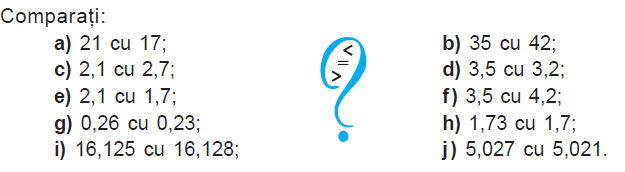 Comparați:
a) 21 cu 17; b) 35 cu 42;
c) 2,1 cu 2,7; d) 3,5 cu 3,2;
e) 2,1 cu 1,7; f) 3,5 cu 4,2;
g) 0,26 cu 0,23; h) 1,73 cu 1,7;
i) 16,125 cu 16,128; j) 5,027 cu 5,021.
<
=
>